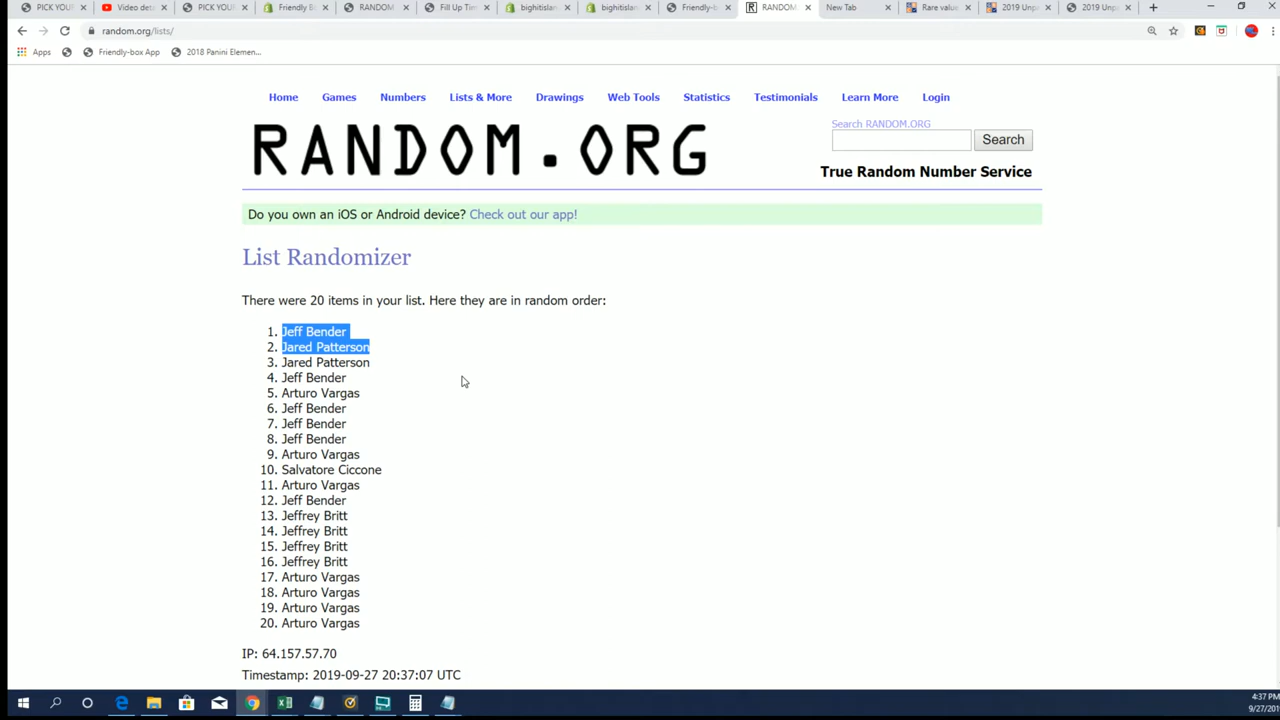 PICK YOU
Video det
PICK YOU
Friendly B
RANDOM
Fill Up Tim
bighitislan
bighitislan
Friendly-
RANDOM
New Tab
Rare value
2019 Unp
2019 Unp
random.org/lists/
Apps
Friendly-box App
2018 Panini Elemen...
Home
Games
Numbers
Lists & More
Drawings
Web Tools
Statistics
Testimonials
Learn More
Login
RANDOM.ORG
Search RANDOM.ORG
Search
True Random Number Service
Do you own an iOS or Android device? Check out our app!
List Randomizer
There were 20 items in your list. Here they are in random order:
1. Jeff Bender
2. Jared Patterson
3. Jared Patterson
4. Jeff Bender
5. Arturo Vargas
6. Jeff Bender
7. Jeff Bender
8. Jeff Bender
9. Arturo Vargas
10. Salvatore Ciccone
11. Arturo Vargas
12. Jeff Bender
13. Jeffrey Britt
14. Jeffrey Britt
15. Jeffrey Britt
16. Jeffrey Britt
17. Arturo Vargas
18. Arturo Vargas
19. Arturo Vargas
20. Arturo Vargas
IP: 64.157.57.70
Timestamp: 2019-09-27 20:37:07 UTC
4:37 PM
9/27/201